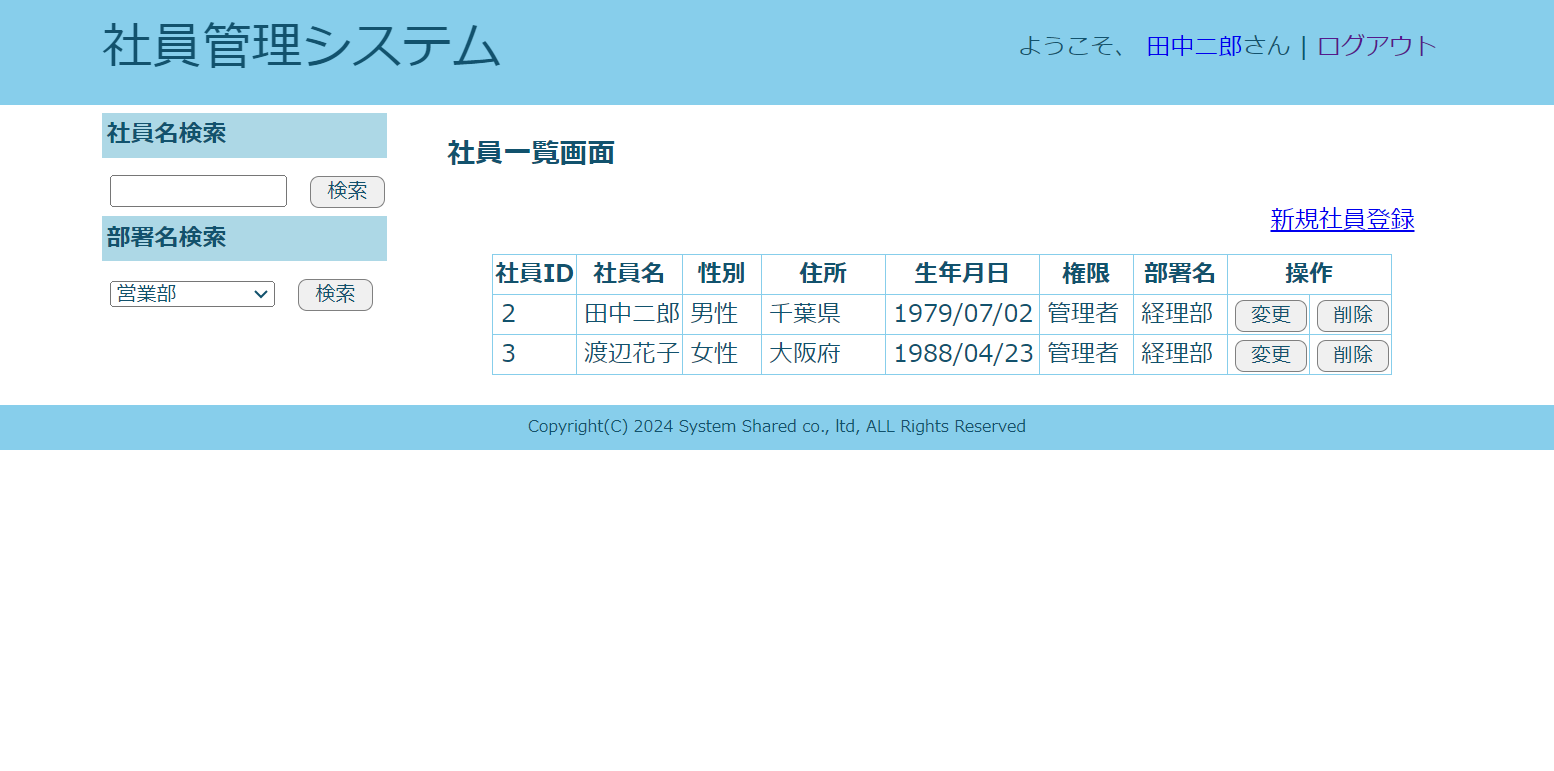 社員管理システム
ようこそ、 田中二郎さん | ログアウト
社員名検索
検索
部署名検索
営業部 検索
社員一覧画面
新規社員登録
社員ID 社員名 性別 住所 生年月日 権限 部署名 操作
2 田中二郎 男性 千葉県 1979/07/02 管理者 経理部 変更 削除
3 渡辺花子 女性 大阪府 1988/04/23 管理者 経理部 変更 削除
Copyright(C) 2024 System Shared co., ltd, ALL Rights Reserved